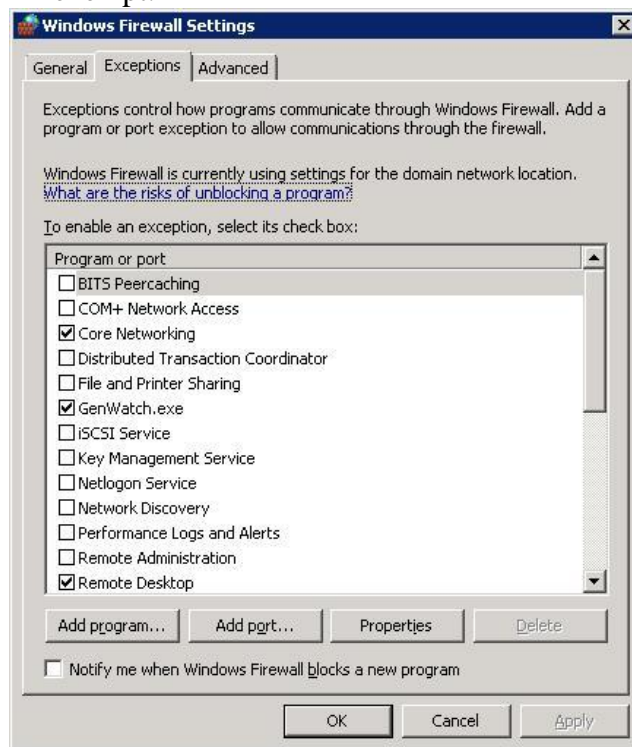 Windows Firewall Settings
General Exceptions Advanced
Exceptions control how programs communicate through Windows Firewall. Add a
program or port exception to allow communications through the firewall.
Windows Firewall is currently using settings for the domain network location.
What are the risks of unblocking a program?
To enable an exception, select its check box:
Program or port
BITS Peercaching
COM+ Network Access
Core Networking
Distributed Transaction Coordinator
File and Printer Sharing
GenWatch.exe
iSCSI Service
Key Management Service
Netlogon Service
Network Discovery
Performance Logs and Alerts
Remote Administration
Remote Desktop
Add program... Add port... Properties Delete
Notify me when Windows Firewall blocks a new program
OK Cancel Apply